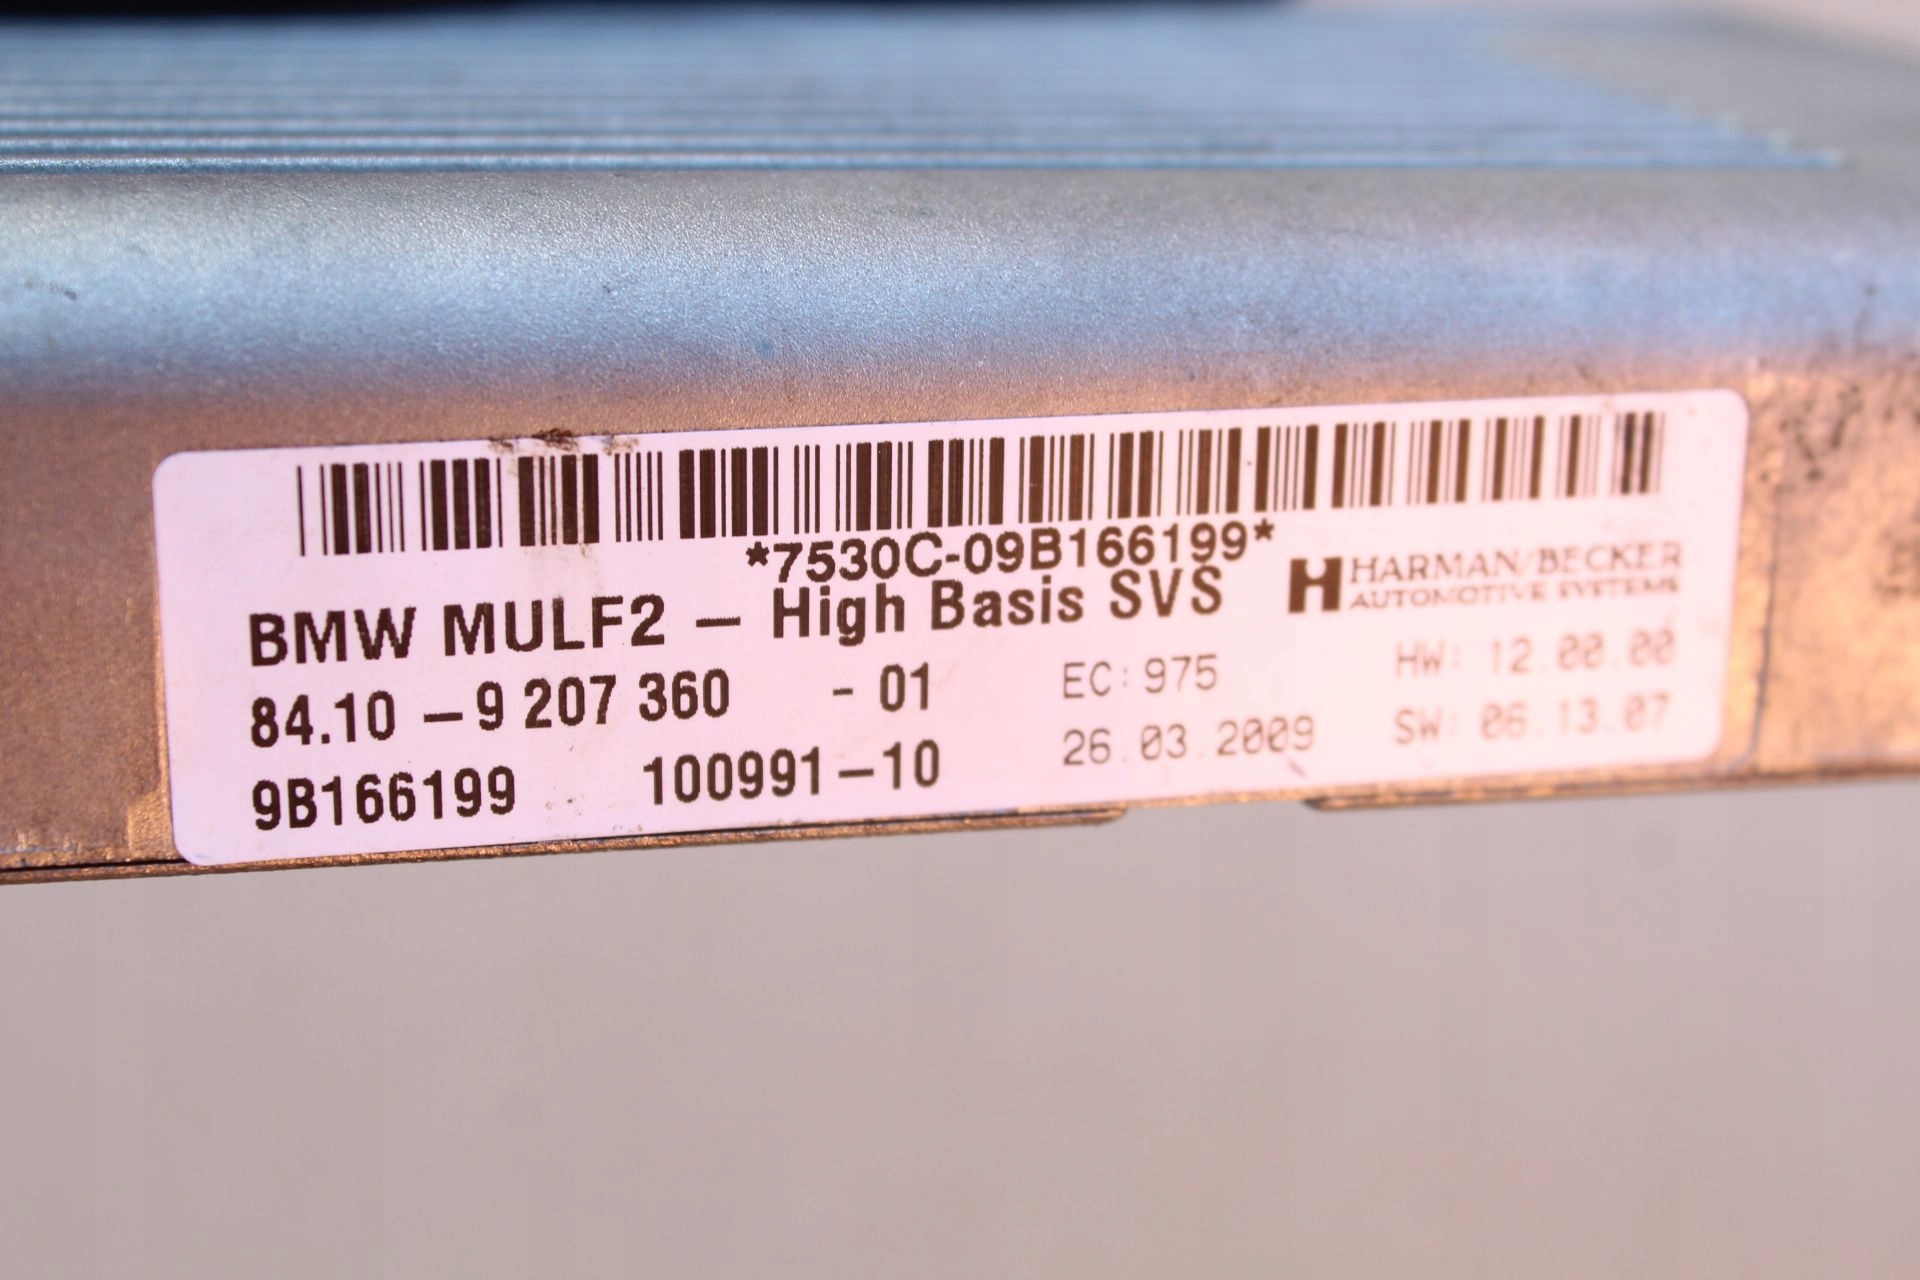 *7530C-09B166199*
BMW MULF2 – High Basis SVS
HARMAN/BECKER
AUTOMOTIVE SYSTEMS
84.10 – 9 207 360 - 01
EC: 975
HW: 12.00.00
9B166199 100991–10
26.03.2009
SW: 06.13.07